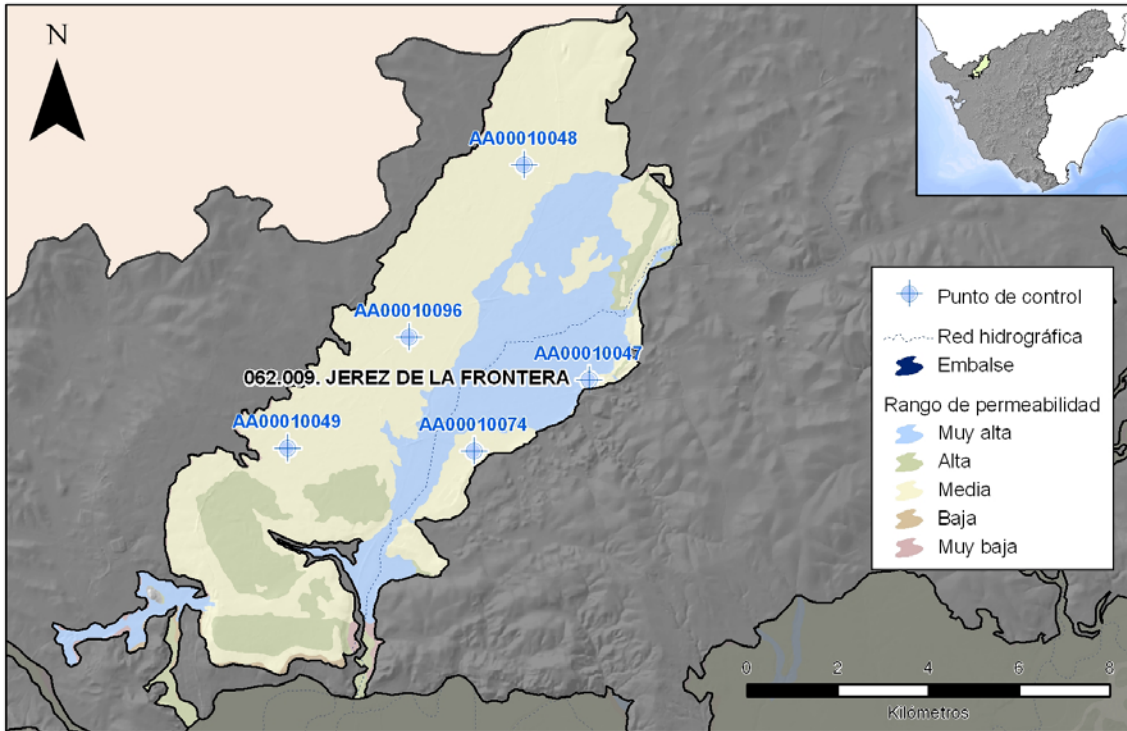 N
AA00010048
AA00010096
AA00010047
062.009. JEREZ DE LA FRONTERA
AA00010049
AA00010074
Punto de control
Red hidrográfica
Embalse
Rango de permeabilidad
Muy alta
Alta
Media
Baja
Muy baja
0 2 4 6 8
Kilómetros